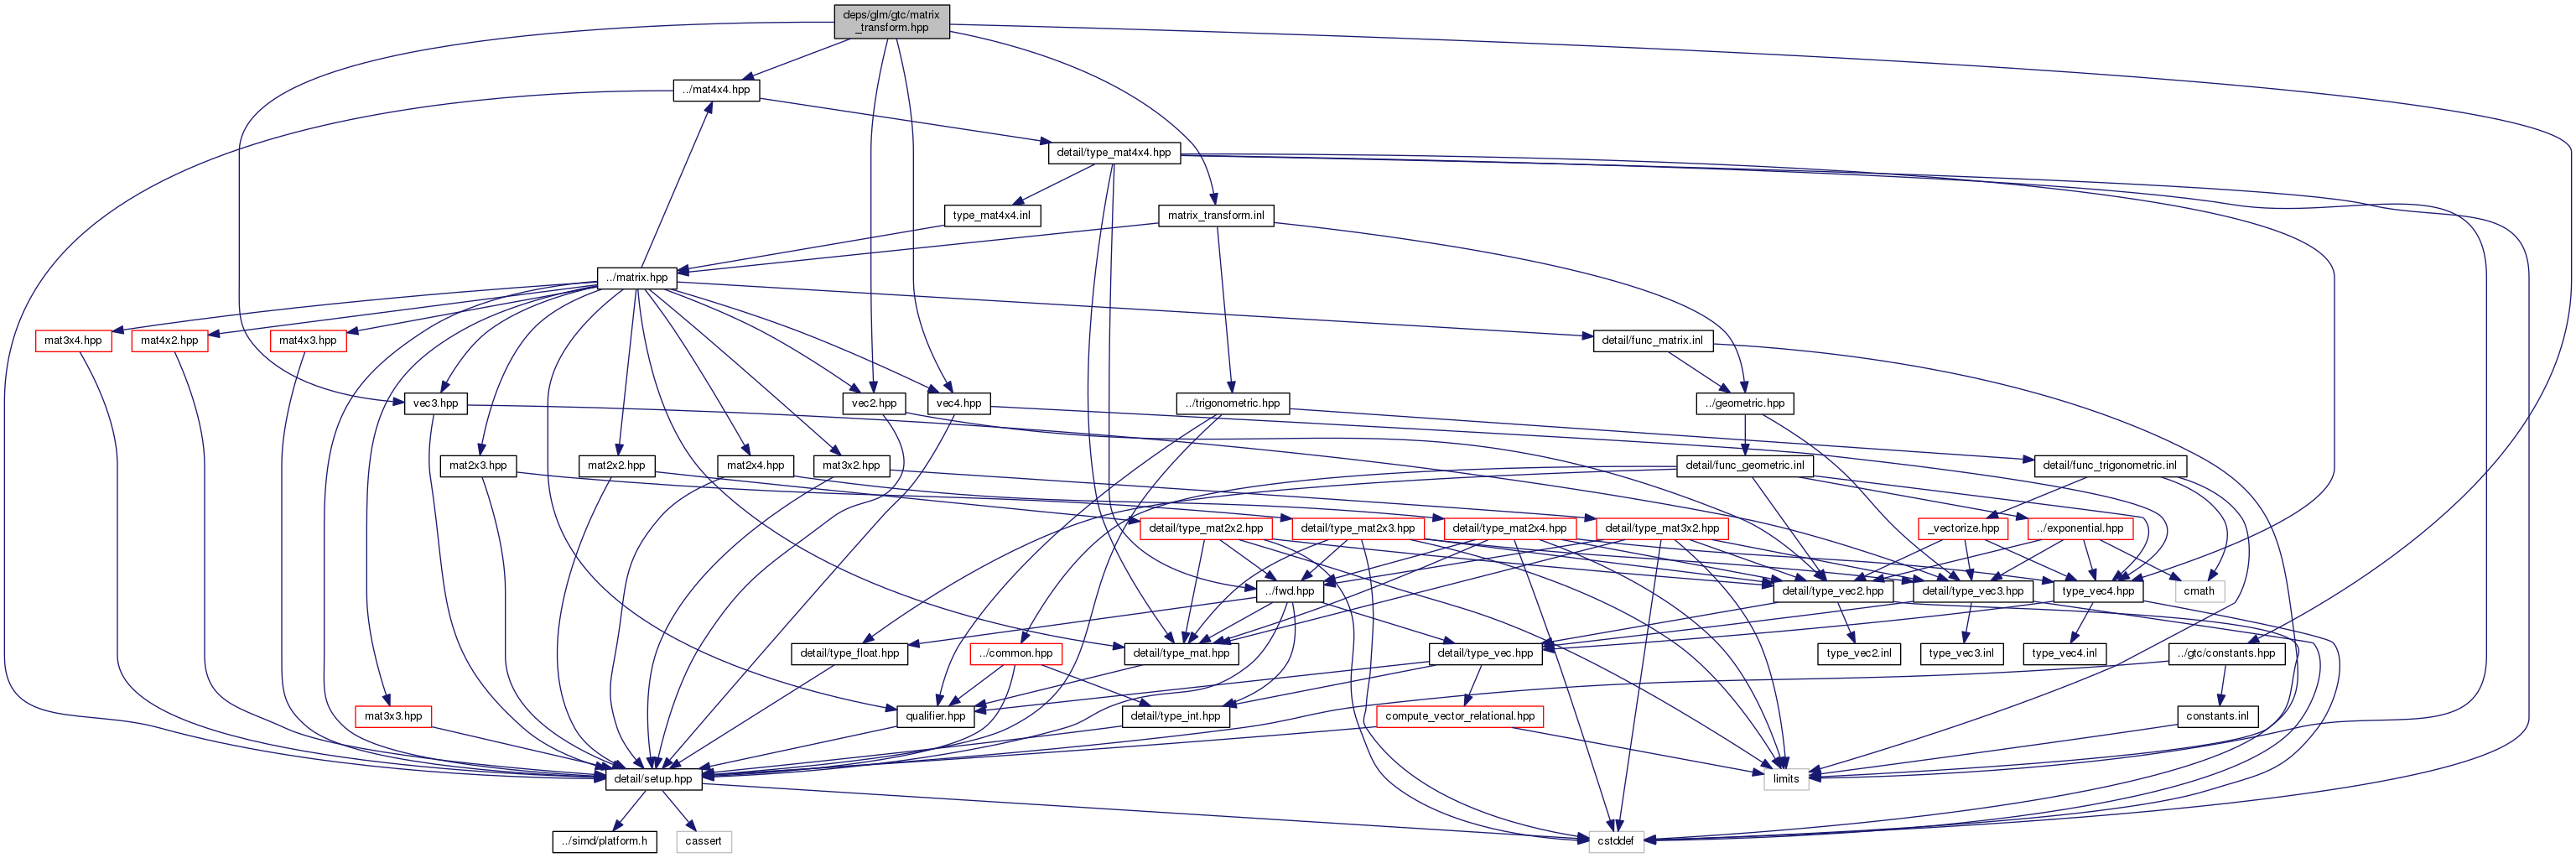 deps/glm/gtc/matrix
_transform.hpp
../mat4x4.hpp
detail/type_mat4x4.hpp
type_mat4x4.inl
matrix_transform.inl
../matrix.hpp
mat3x4.hpp
mat4x2.hpp
mat4x3.hpp
detail/func_matrix.inl
vec3.hpp
vec2.hpp
vec4.hpp
../trigonometric.hpp
../geometric.hpp
mat2x3.hpp
mat2x2.hpp
mat2x4.hpp
mat3x2.hpp
detail/func_geometric.inl
detail/func_trigonometric.inl
detail/type_mat2x2.hpp
detail/type_mat2x3.hpp
detail/type_mat2x4.hpp
detail/type_mat3x2.hpp
_vectorize.hpp
../exponential.hpp
../fwd.hpp
detail/type_vec2.hpp
detail/type_vec3.hpp
type_vec4.hpp
cmath
detail/type_float.hpp
../common.hpp
detail/type_mat.hpp
detail/type_vec.hpp
type_vec2.inl
type_vec3.inl
type_vec4.inl
../gtc/constants.hpp
mat3x3.hpp
qualifier.hpp
detail/type_int.hpp
compute_vector_relational.hpp
constants.inl
detail/setup.hpp
limits
../simd/platform.h
cassert
cstddef